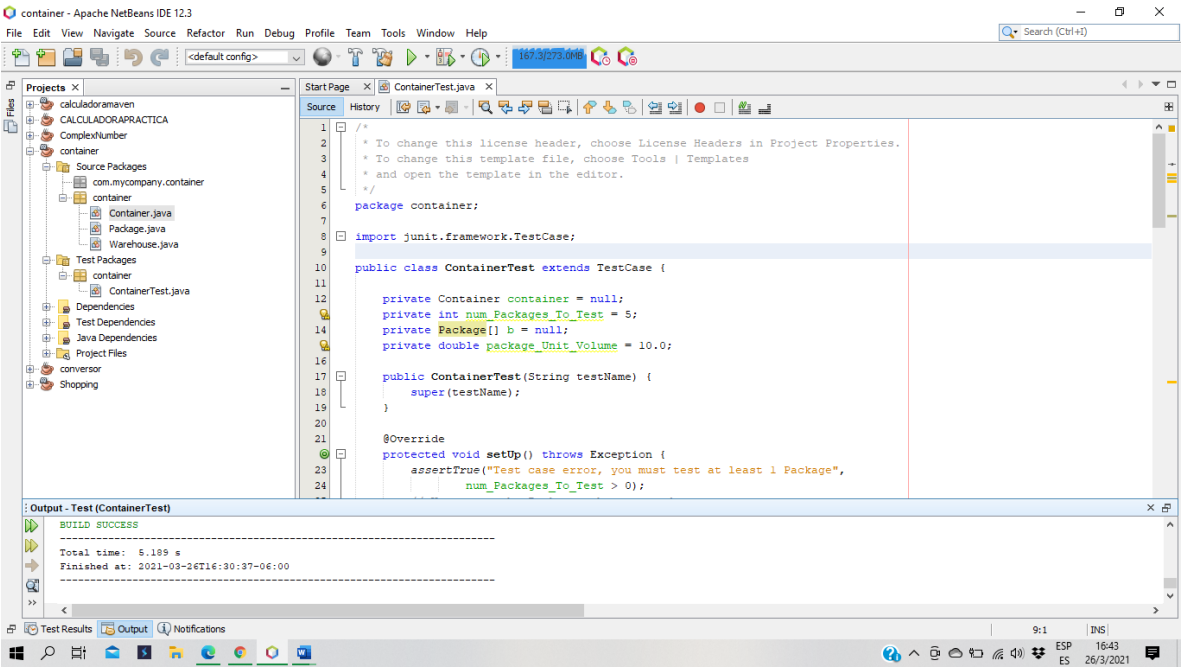 container - Apache NetBeans IDE 12.3
File Edit View Navigate Source Refactor Run Debug Profile Team Tools Window Help
Search (Ctrl+I)
<default config>
167.3/273.0MB
Projects
Files
calculadoramaven
CALCULADORAPRACTICA
ComplexNumber
container
Source Packages
com.mycompany.container
container
Container.java
Package.java
Warehouse.java
Test Packages
container
ContainerTest.java
Dependencies
Test Dependencies
Java Dependencies
Project Files
conversor
Shopping
Start Page
ContainerTest.java
Source History
1 /*
2 * To change this license header, choose License Headers in Project Properties.
3 * To change this template file, choose Tools | Templates
4 * and open the template in the editor.
5 */
6 package container;
7
8 import junit.framework.TestCase;
9
10 public class ContainerTest extends TestCase {
11
12 private Container container = null;
private int num_Packages_To_Test = 5;
14 private Package[] b = null;
private double package_Unit_Volume = 10.0;
16
17 public ContainerTest(String testName) {
18 super(testName);
19 }
20
21 @Override
protected void setUp() throws Exception {
23 assertTrue("Test case error, you must test at least 1 Package",
24 num_Packages_To_Test > 0);
Output - Test (ContainerTest)
BUILD SUCCESS
------------------------------------------------------------------------
Total time: 5.189 s
Finished at: 2021-03-26T16:30:37-06:00
------------------------------------------------------------------------
Test Results Output Notifications
9:1 INS
ESP
ES
16:43
26/3/2021